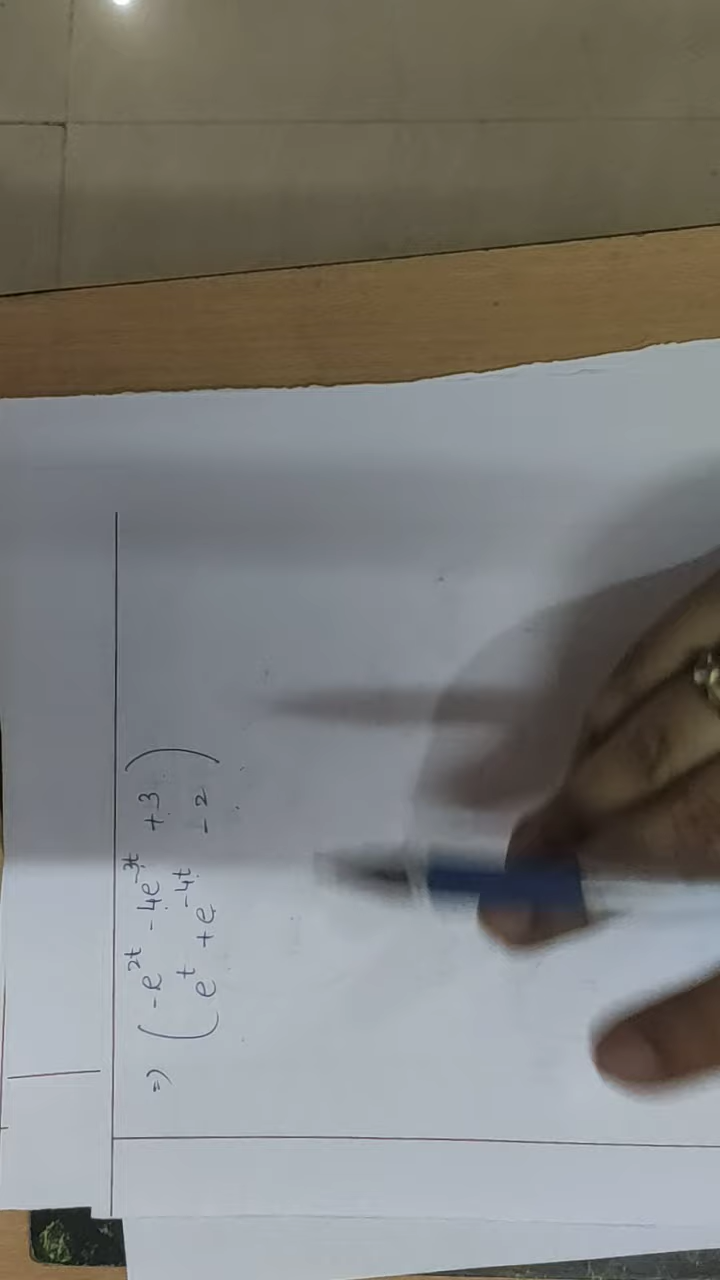 => ( -e^{2t} - 4e^{-3t} + 3 )
( e^{t} + e^{-4t} - 2 )